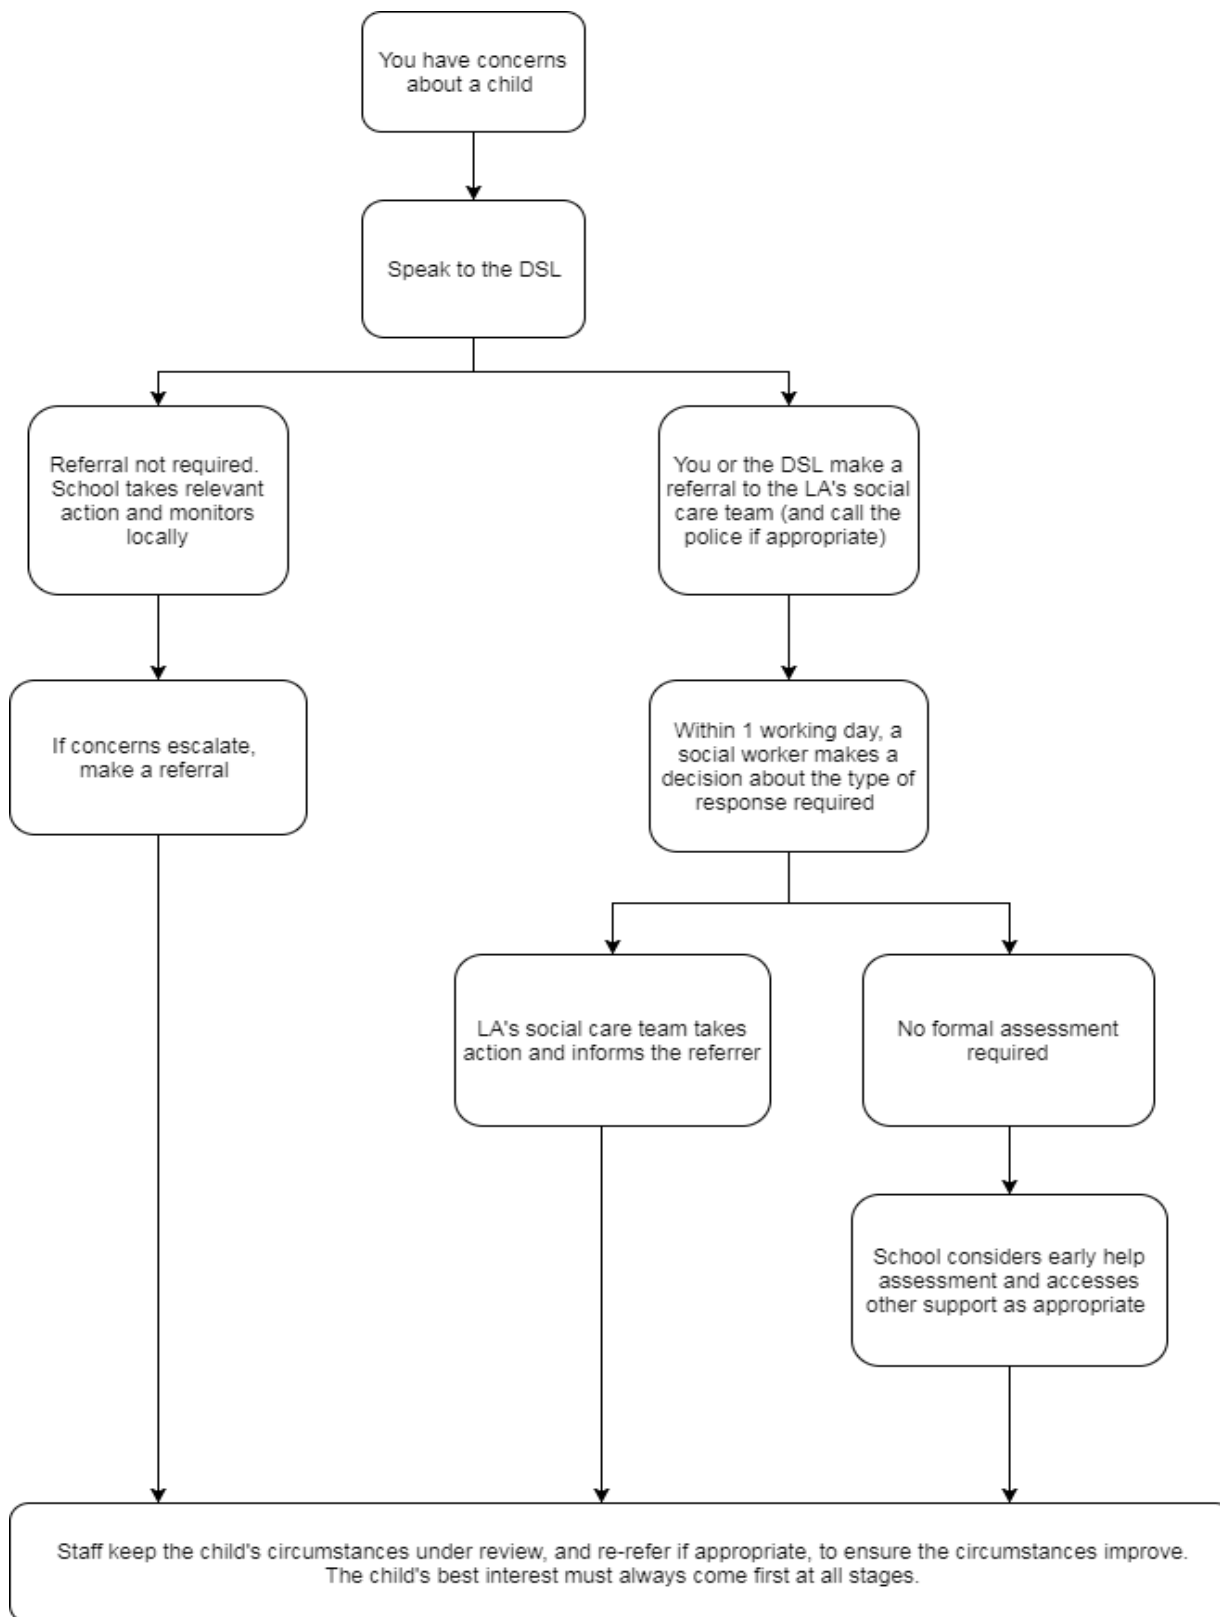 You have concerns
about a child
Speak to the DSL
Referral not required.
School takes relevant
action and monitors
locally
You or the DSL make a
referral to the LA's social
care team (and call the
police if appropriate)
If concerns escalate,
make a referral
Within 1 working day, a
social worker makes a
decision about the type of
response required
LA's social care team takes
action and informs the referrer
No formal assessment
required
School considers early help
assessment and accesses
other support as appropriate
Staff keep the child's circumstances under review, and re-refer if appropriate, to ensure the circumstances improve.
The child's best interest must always come first at all stages.